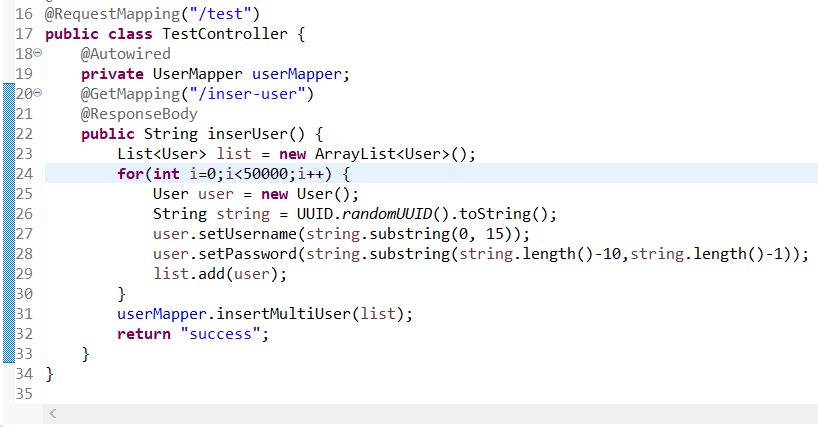 16 @RequestMapping("/test")
17 public class TestController {
18 @Autowired
19 private UserMapper userMapper;
20 @GetMapping("/inser-user")
21 @ResponseBody
22 public String inserUser() {
23 List<User> list = new ArrayList<User>();
24 for(int i=0;i<50000;i++) {
25 User user = new User();
26 String string = UUID.randomUUID().toString();
27 user.setUsername(string.substring(0, 15));
28 user.setPassword(string.substring(string.length()-10,string.length()-1));
29 list.add(user);
30 }
31 userMapper.insertMultiUser(list);
32 return "success";
33 }
34 }
35